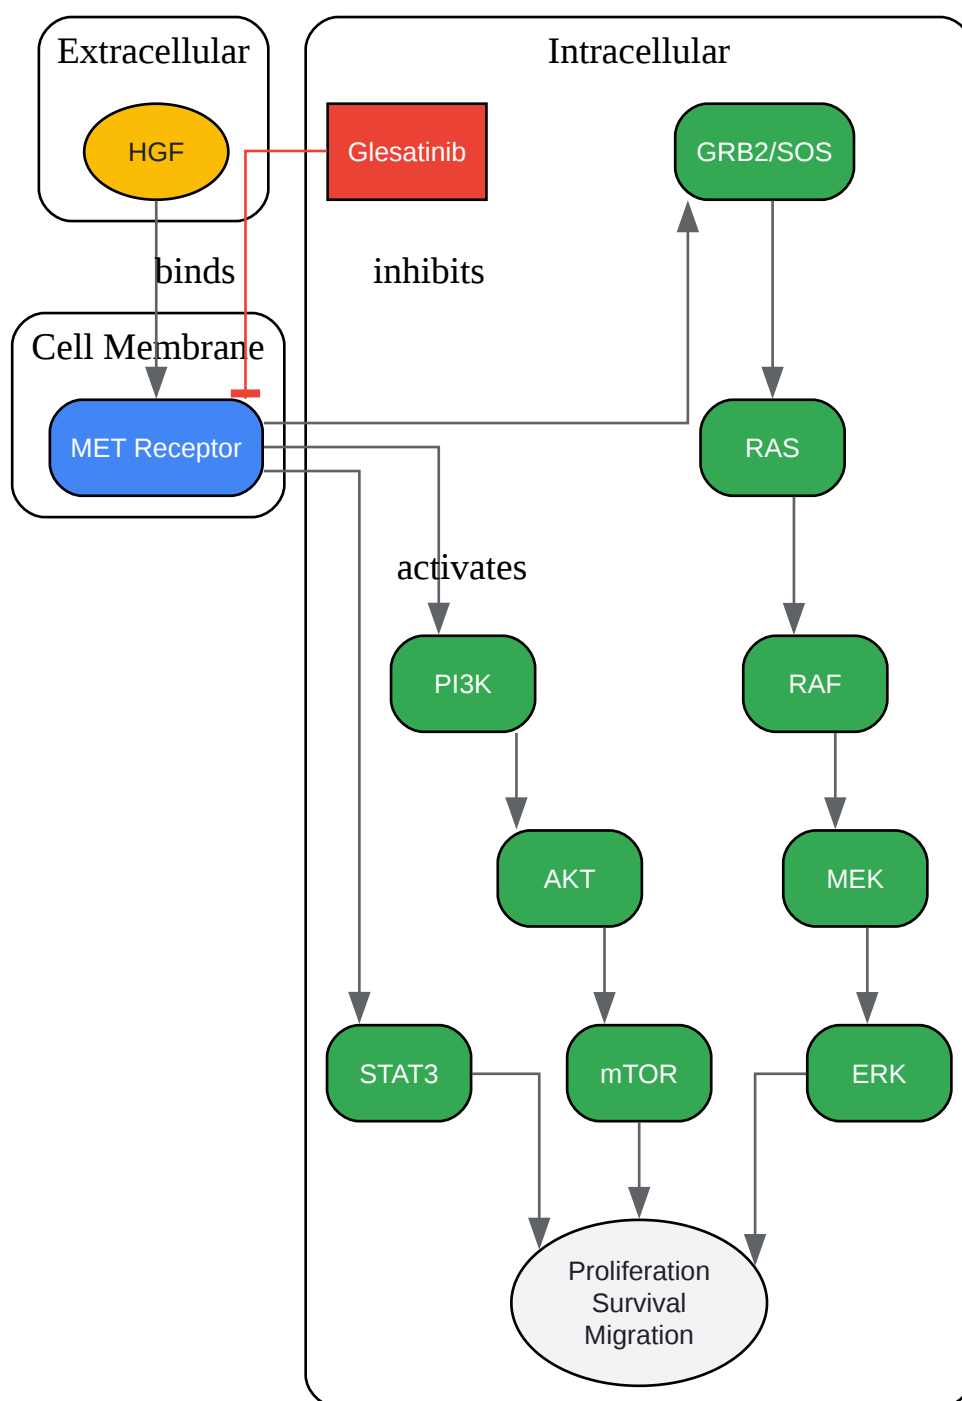 Extracellular
Intracellular
HGF
Glesatinib
GRB2/SOS
binds
inhibits
Cell Membrane
MET Receptor
RAS
activates
PI3K
RAF
AKT
MEK
STAT3
mTOR
ERK
Proliferation
Survival
Migration